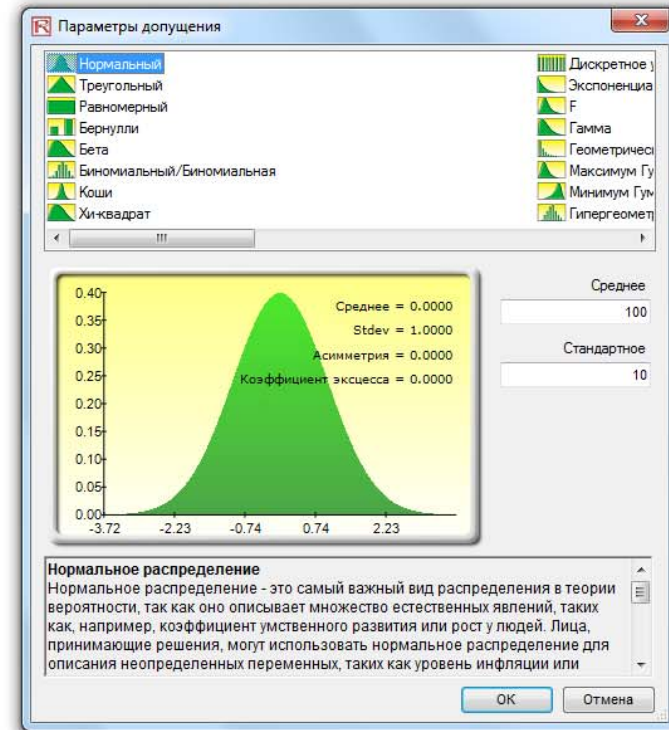 Параметры допущения
Нормальный
Треугольный
Равномерный
Бернулли
Бета
Биномиальный/Биномиальная
Коши
Хи-квадрат
Дискретное у
Экспоненциа
F
Гамма
Геометричес
Максимум Гу
Минимум Гум
Гипергеомет
0.40
0.35
0.30
0.25
0.20
0.15
0.10
0.05
0.00
-3.72 -2.23 -0.74 0.74 2.23
Среднее = 0.0000
Stdev = 1.0000
Асимметрия = 0.0000
Коэффициент эксцесса = 0.0000
Среднее
100
Стандартное
10
Нормальное распределение
Нормальное распределение - это самый важный вид распределения в теории
вероятности, так как оно описывает множество естественных явлений, таких
как, например, коэффициент умственного развития или рост у людей. Лица,
принимающие решения, могут использовать нормальное распределение для
описания неопределенных переменных, таких как уровень инфляции или
OK
Отмена